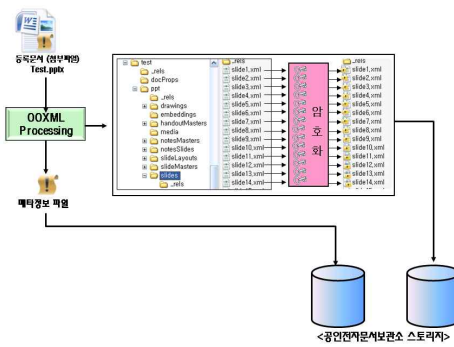 등록문서 (첨부파일)
Test.pptx
OOXML
Processing
메타정보 파일
test
_rels
docProps
ppt
_rels
drawings
embeddings
handoutMasters
media
notesMasters
notesSlides
slideLayouts
slideMasters
slides
_rels
_rels
slide1.xml
slide2.xml
slide3.xml
slide4.xml
slide5.xml
slide6.xml
slide7.xml
slide8.xml
slide9.xml
slide10.xml
slide11.xml
slide12.xml
slide13.xml
slide14.xml
암
호
화
_rels
slide1.xml
slide2.xml
slide3.xml
slide4.xml
slide5.xml
slide6.xml
slide7.xml
slide8.xml
slide9.xml
slide10.xml
slide11.xml
slide12.xml
slide13.xml
slide14.xml
<공인전자문서보관소 스토리지>